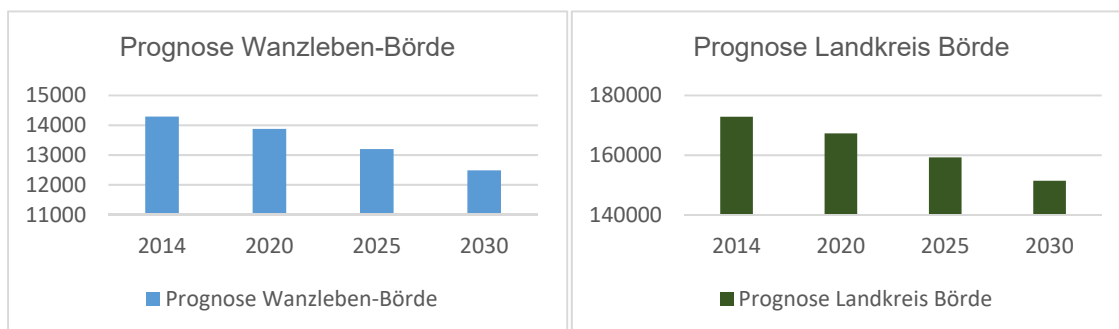 Prognose Wanzleben-Börde
15000
14000
13000
12000
11000
2014 2020 2025 2030
Prognose Wanzleben-Börde
Prognose Landkreis Börde
180000
160000
140000
2014 2020 2025 2030
Prognose Landkreis Börde